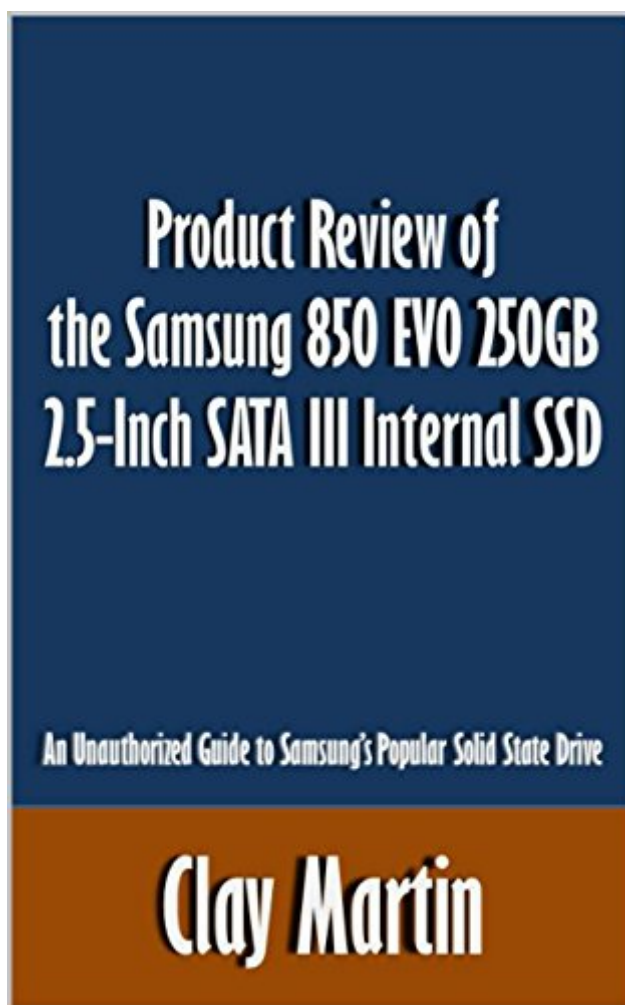 Product Review of
the Samsung 850 EVO 250GB
2.5-Inch SATA III Internal SSD
An Unauthorized Guide to Samsung's Popular Solid State Drive
Clay Martin